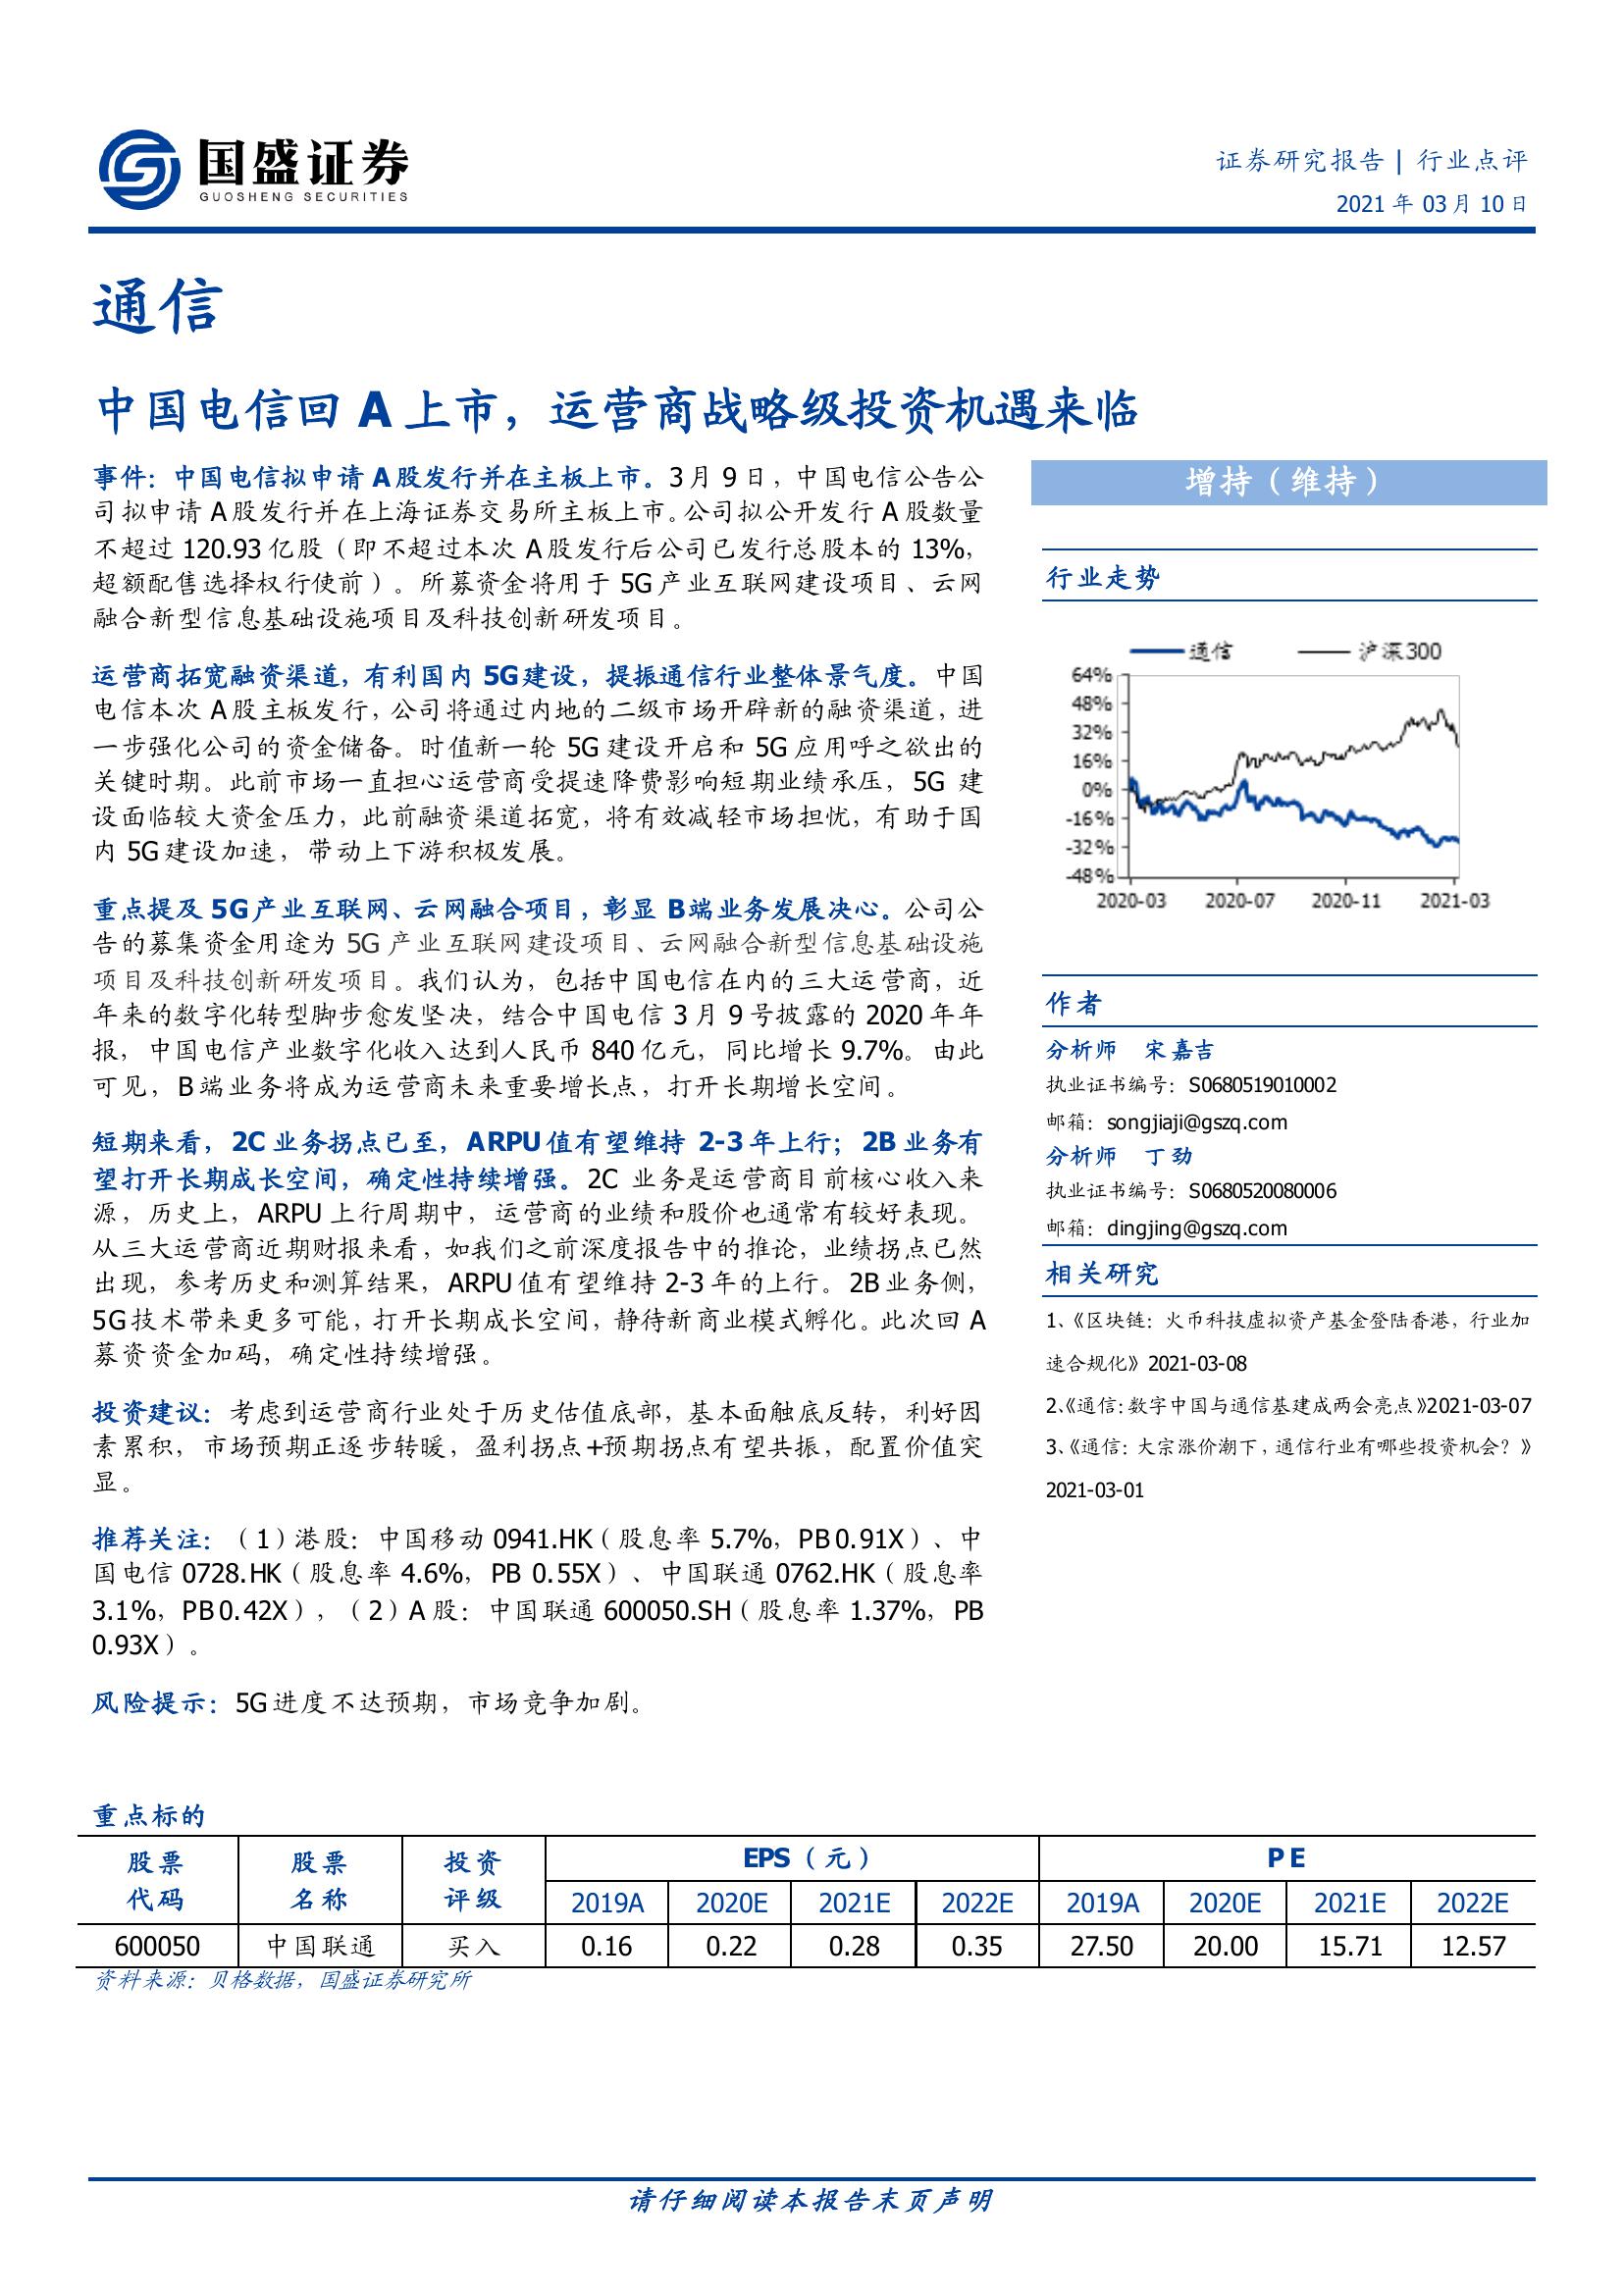 国盛证券
GUOSHENG SECURITIES
证券研究报告 | 行业点评
2021 年 03 月 10 日
通信
中国电信回 A 上市，运营商战略级投资机遇来临
事件：中国电信拟申请 A 股发行并在主板上市。3 月 9 日，中国电信公告公
司拟申请 A 股发行并在上海证券交易所主板上市。公司拟公开发行 A 股数量
不超过 120.93 亿股（即不超过本次 A 股发行后公司已发行总股本的 13%，
超额配售选择权行使前）。所募资金将用于 5G 产业互联网建设项目、云网
融合新型信息基础设施项目及科技创新研发项目。
运营商拓宽融资渠道，有利国内 5G 建设，提振通信行业整体景气度。中国
电信本次 A 股主板发行，公司将通过内地的二级市场开辟新的融资渠道，进
一步强化公司的资金储备。时值新一轮 5G 建设开启和 5G 应用呼之欲出的
关键时期。此前市场一直担心运营商受提速降费影响短期业绩承压，5G 建
设面临较大资金压力，此前融资渠道拓宽，将有效减轻市场担忧，有助于国
内 5G 建设加速，带动上下游积极发展。
重点提及 5G 产业互联网、云网融合项目，彰显 B 端业务发展决心。公司公
告的募集资金用途为 5G 产业互联网建设项目、云网融合新型信息基础设施
项目及科技创新研发项目。我们认为，包括中国电信在内的三大运营商，近
年来的数字化转型脚步愈发坚决，结合中国电信 3 月 9 号披露的 2020 年年
报，中国电信产业数字化收入达到人民币 840 亿元，同比增长 9.7%。由此
可见，B 端业务将成为运营商未来重要增长点，打开长期增长空间。
短期来看，2C 业务拐点已至，ARPU 值有望维持 2-3 年上行；2B 业务有
望打开长期成长空间，确定性持续增强。2C 业务是运营商目前核心收入来
源，历史上，ARPU 上行周期中，运营商的业绩和股价也通常有较好表现。
从三大运营商近期财报来看，如我们之前深度报告中的推论，业绩拐点已然
出现，参考历史和测算结果，ARPU 值有望维持 2-3 年的上行。2B 业务侧，
5G 技术带来更多可能，打开长期成长空间，静待新商业模式孵化。此次回 A
募资资金加码，确定性持续增强。
投资建议：考虑到运营商行业处于历史估值底部，基本面触底反转，利好因
素累积，市场预期正逐步转暖，盈利拐点+预期拐点有望共振，配置价值突
显。
推荐关注：（1）港股：中国移动 0941.HK（股息率 5.7%，PB 0.91X）、中
国电信 0728.HK（股息率 4.6%，PB 0.55X）、中国联通 0762.HK（股息率
3.1%，PB 0.42X），（2）A 股：中国联通 600050.SH（股息率 1.37%，PB
0.93X）。
风险提示：5G 进度不达预期，市场竞争加剧。
增持（维持）
行业走势
通信 沪深300
64%
48%
32%
16%
0%
-16%
-32%
-48%
2020-03 2020-07 2020-11 2021-03
作者
分析师 宋嘉吉
执业证书编号：S0680519010002
邮箱：songjiaji@gszq.com
分析师 丁劲
执业证书编号：S0680520080006
邮箱：dingjing@gszq.com
相关研究
1、《区块链：火币科技虚拟资产基金登陆香港，行业加
速合规化》2021-03-08
2、《通信：数字中国与通信基建成两会亮点》2021-03-07
3、《通信：大宗涨价潮下，通信行业有哪些投资机会？》
2021-03-01
重点标的
股票 股票 投资 EPS（元） PE
代码 名称 评级 2019A 2020E 2021E 2022E 2019A 2020E 2021E 2022E
600050 中国联通 买入 0.16 0.22 0.28 0.35 27.50 20.00 15.71 12.57
资料来源：贝格数据，国盛证券研究所
请仔细阅读本报告末页声明